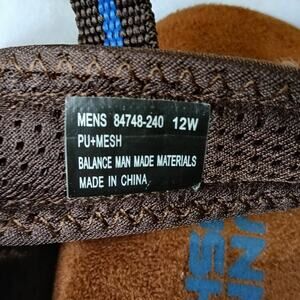 MENS 84748-240 12W
PU+MESH
BALANCE MAN MADE MATERIALS
MADE IN CHINA